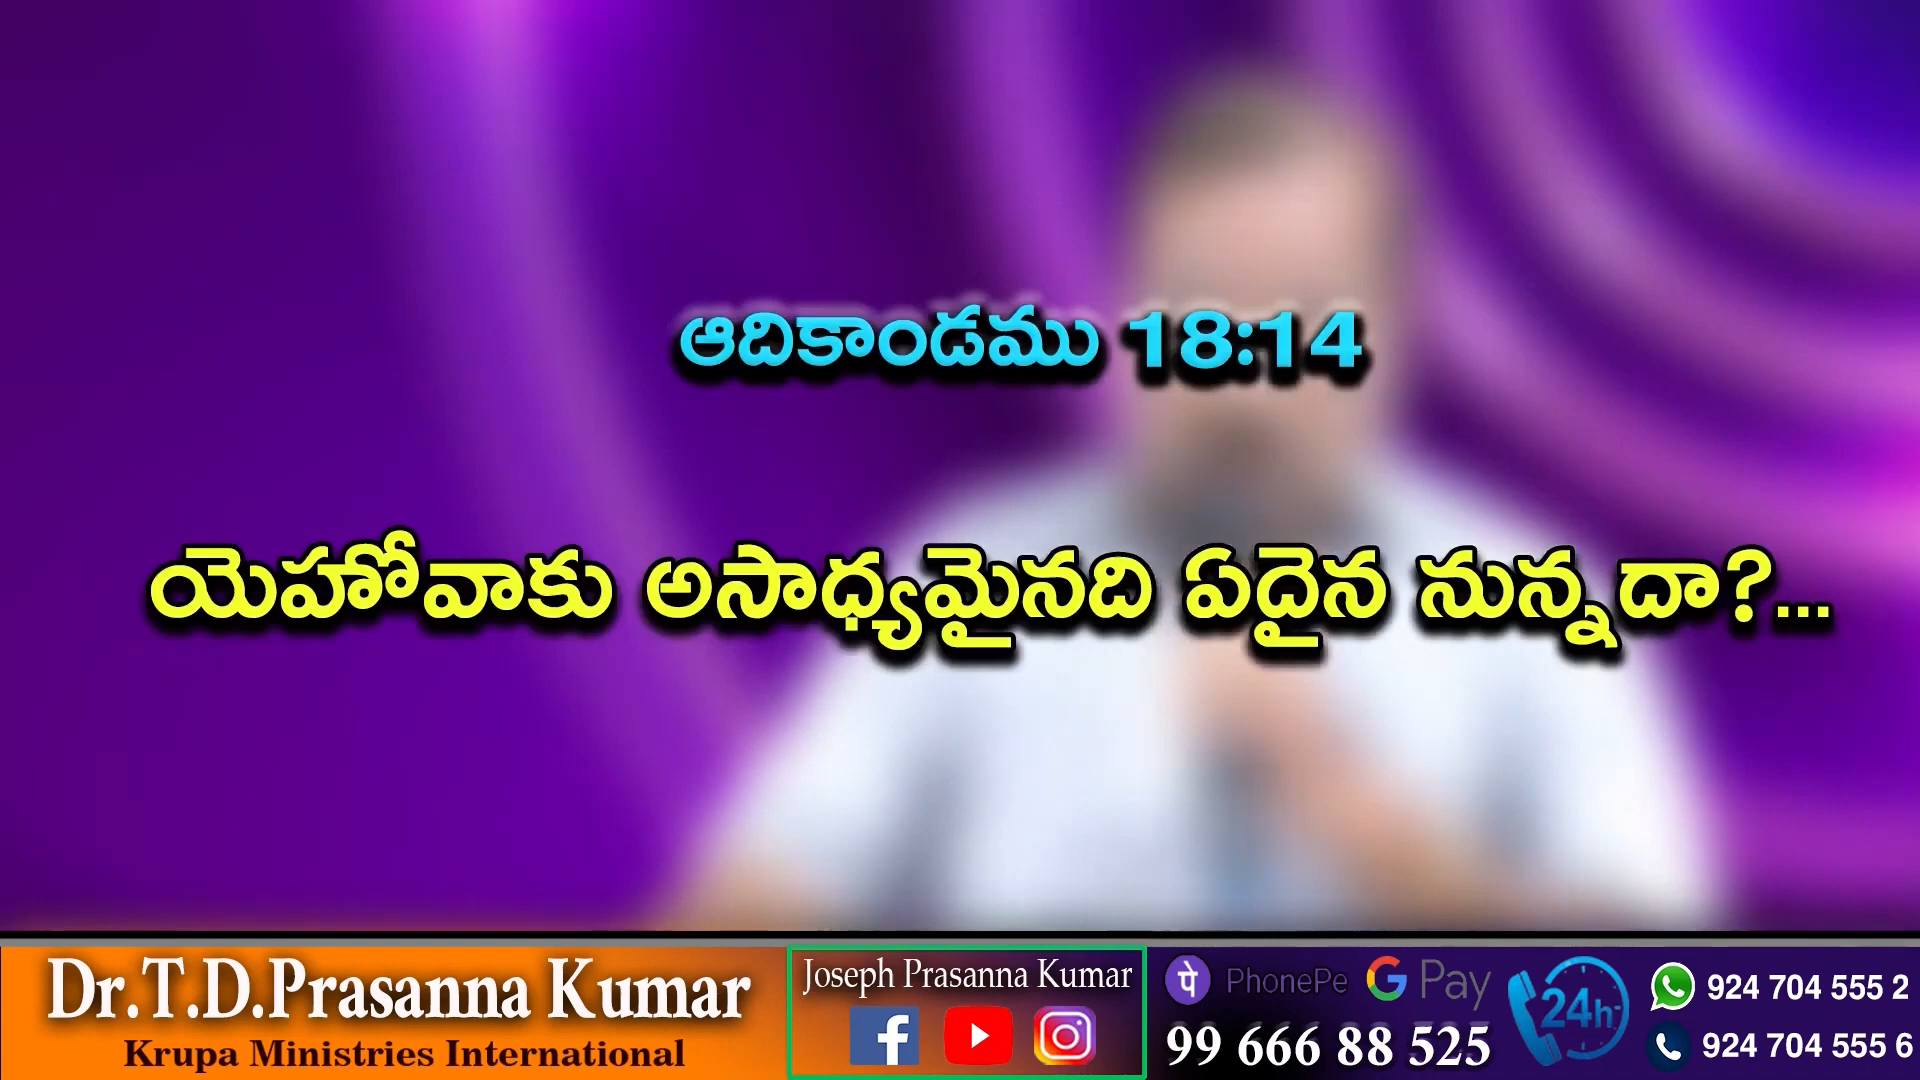 ఆదికాండము 18:14
యెహోవాకు అసాధ్యమైనది ఏదైన నున్నదా?...
Dr.T.D.Prasanna Kumar
Krupa Ministries International
Joseph Prasanna Kumar
PhonePe G Pay
99 666 88 525
24h
924 704 555 2
924 704 555 6